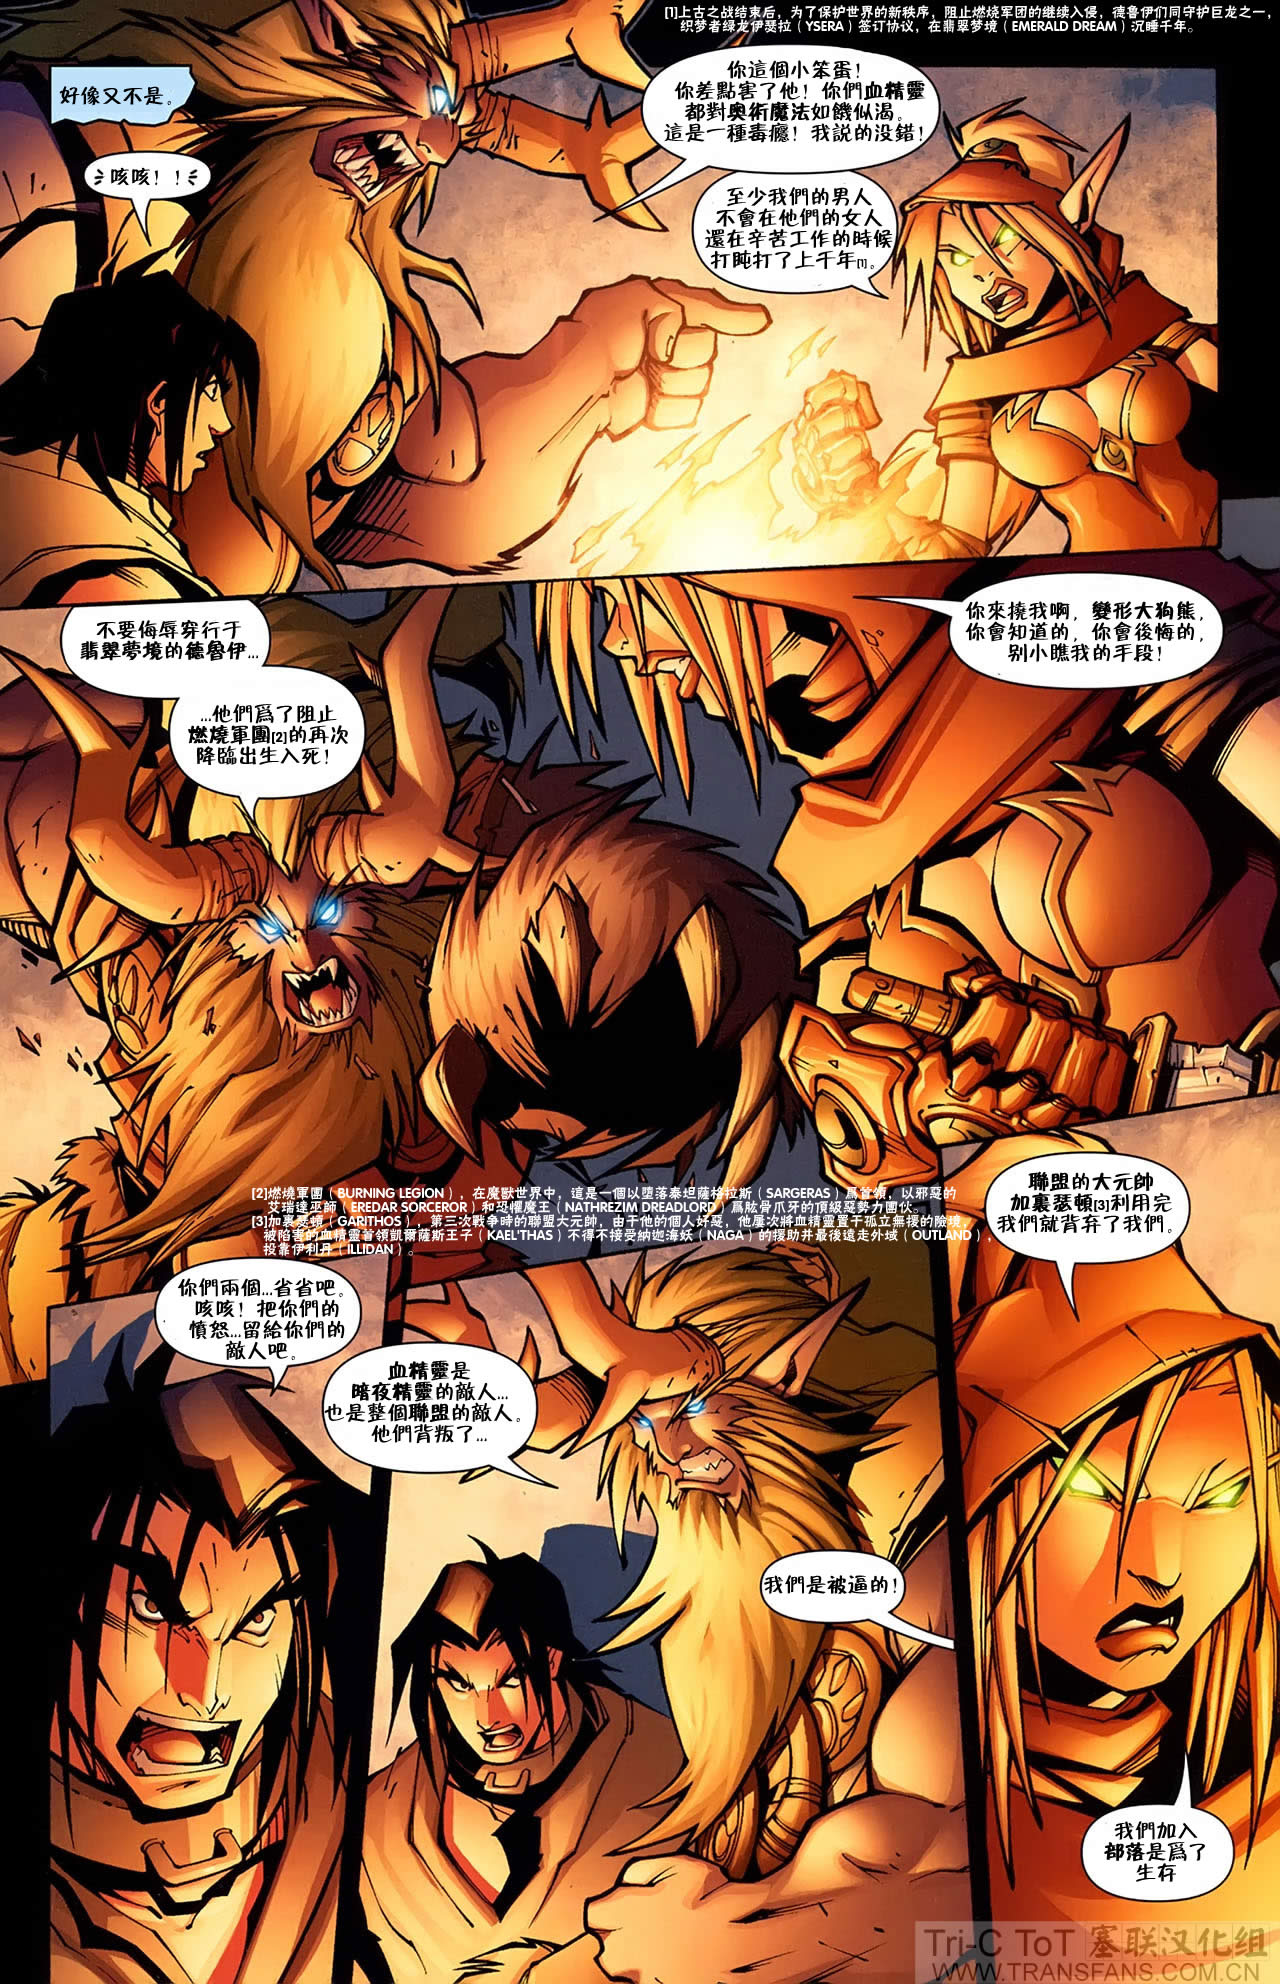 [1]上古之战结束后，为了保护世界的新秩序，阻止燃烧军团的继续入侵，德鲁伊们同守护巨龙之一，
织梦者绿龙伊瑟拉（YSERA）签订协议，在翡翠梦境（EMERALD DREAM）沉睡千年。
好像又不是。
咳咳！！
你這個小笨蛋！
你差點害了他！你們血精靈
都對奧術魔法如饑似渴。
這是一種毒癮！我説的没錯！
至少我們的男人
不會在他們的女人
還在辛苦工作的時候
打盹打了上千年[1]。
不要侮辱穿行于
翡翠夢境的德魯伊...
...他們爲了阻止
燃燒軍團[2]的再次
降臨出生入死！
你來撓我啊，變形大狗熊，
你會知道的，你會後悔的，
别小瞧我的手段！
[2]燃燒軍團（BURNING LEGION），在魔獸世界中，這是一個以墮落泰坦薩格拉斯（SARGERAS）爲首領，以邪惡的
艾瑞達巫師（EREDAR SORCEROR）和恐懼魔王（NATHREZIM DREADLORD）爲肱骨爪牙的頂級惡勢力團伙。
[3]加裏瑟頓（GARITHOS），第三次戰争時的聯盟大元帥，由于他的個人好惡，他屢次將血精靈置于孤立無援的險境，
被陷害的血精靈首領凱爾薩斯王子（KAEL'THAS）不得不接受納迦海妖（NAGA）的援助并最後遠走外域（OUTLAND），
投靠伊利丹（ILLIDAN）。
你們兩個...省省吧。
咳咳！把你們的
憤怒...留給你們的
敵人吧。
血精靈是
暗夜精靈的敵人...
也是整個聯盟的敵人。
他們背叛了...
我們是被逼的！
聯盟的大元帥
加裏瑟頓[3]利用完
我們就背弃了我們。
我們加入
部落是爲了
生存
Tri-C ToT 塞联汉化组
WWW.TRANSFANS.COM.CN